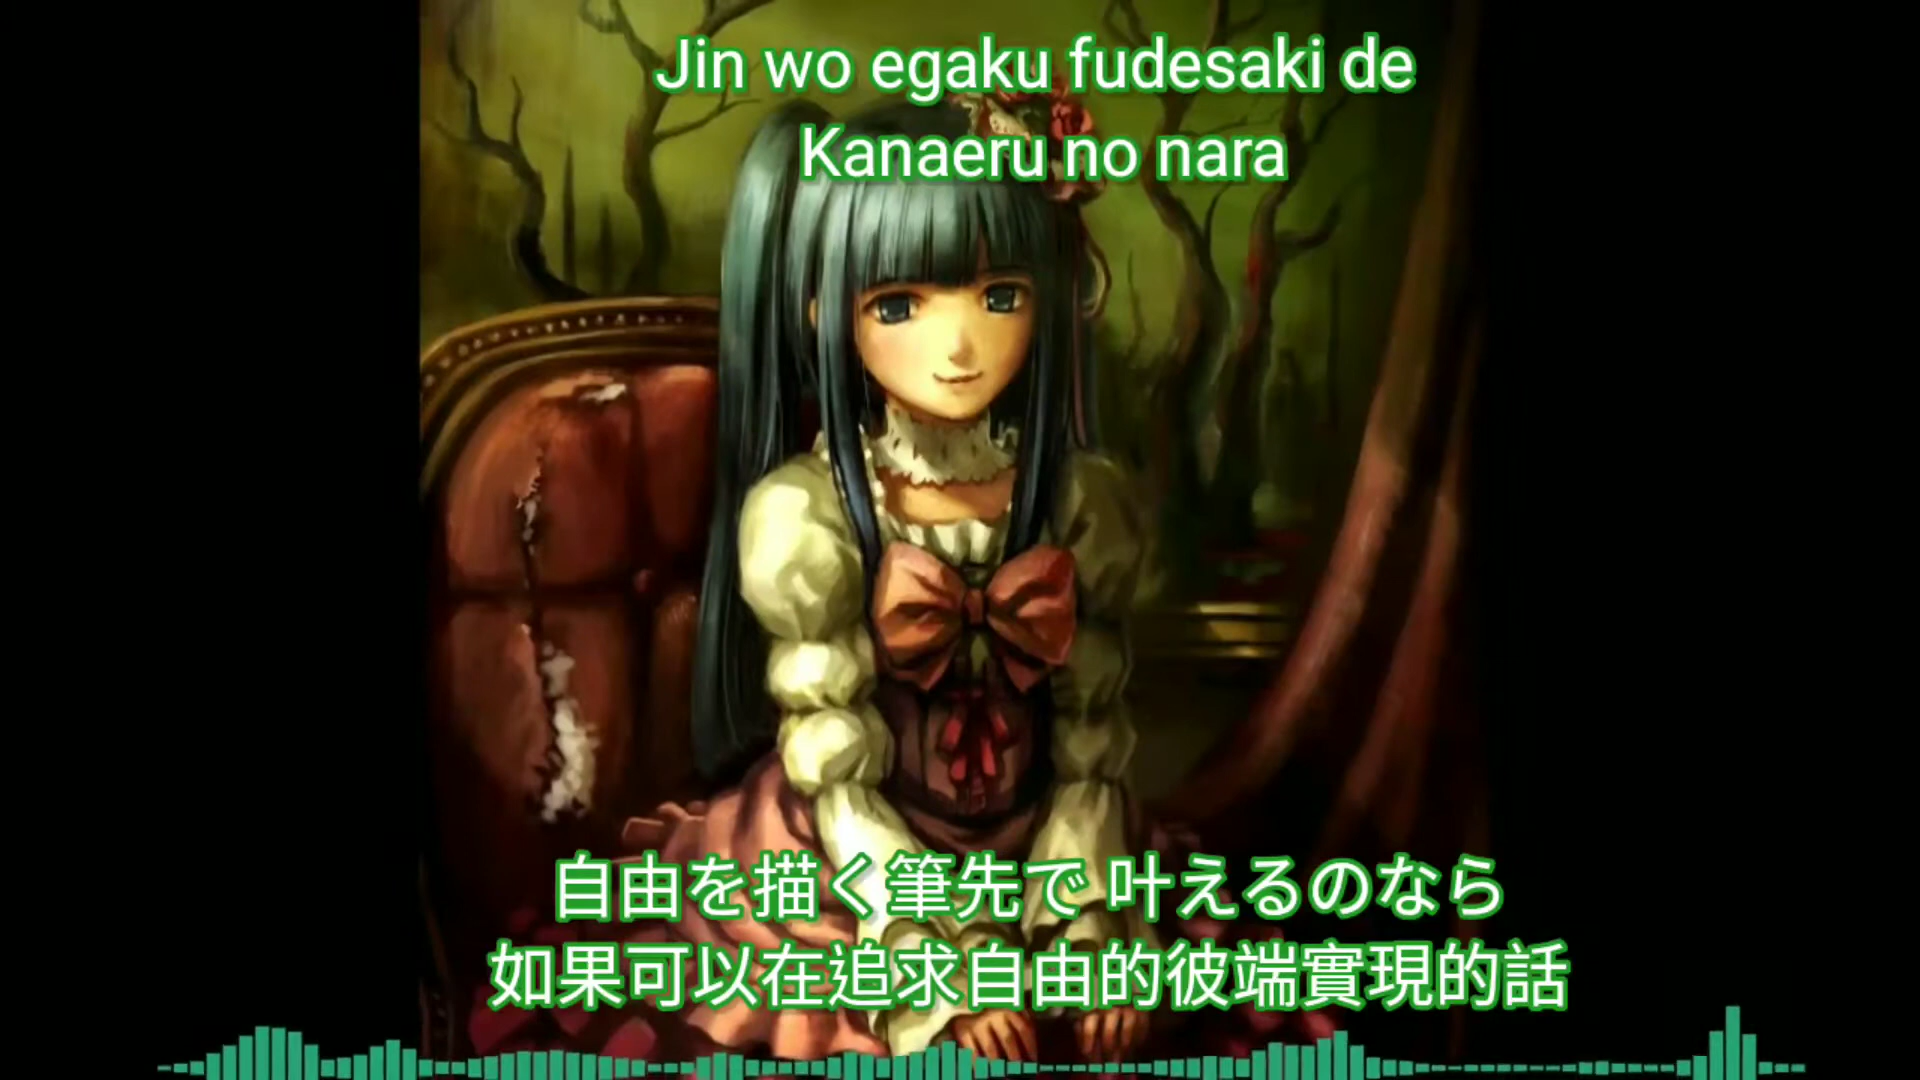 Jin wo egaku fudesaki de
Kanaeru no nara
自由を描く筆先で 叶えるのなら
如果可以在追求自由的彼端實現的話